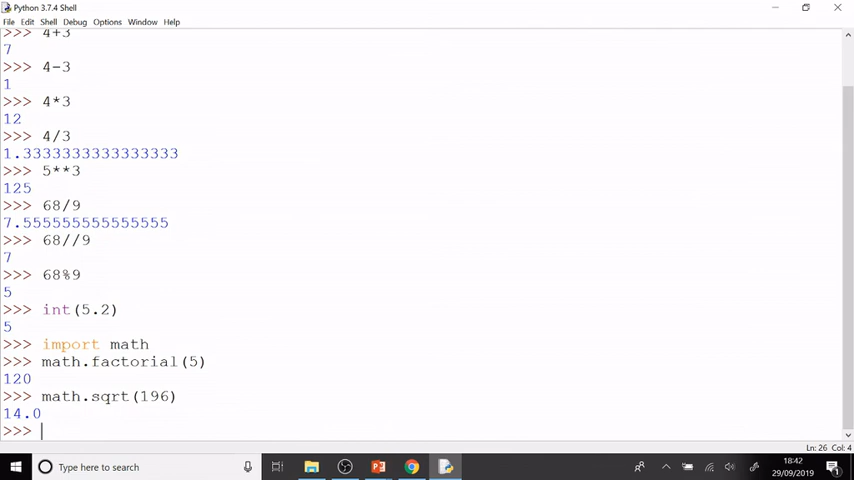 Python 3.7.4 Shell
File Edit Shell Debug Options Window Help
>>> 4+3
7
>>> 4-3
1
>>> 4*3
12
>>> 4/3
1.3333333333333333
>>> 5**3
125
>>> 68/9
7.555555555555555
>>> 68//9
7
>>> 68%9
5
>>> int(5.2)
5
>>> import math
>>> math.factorial(5)
120
>>> math.sqrt(196)
14.0
>>>
Ln: 26 Col: 4
Type here to search
18:42
29/09/2019
1